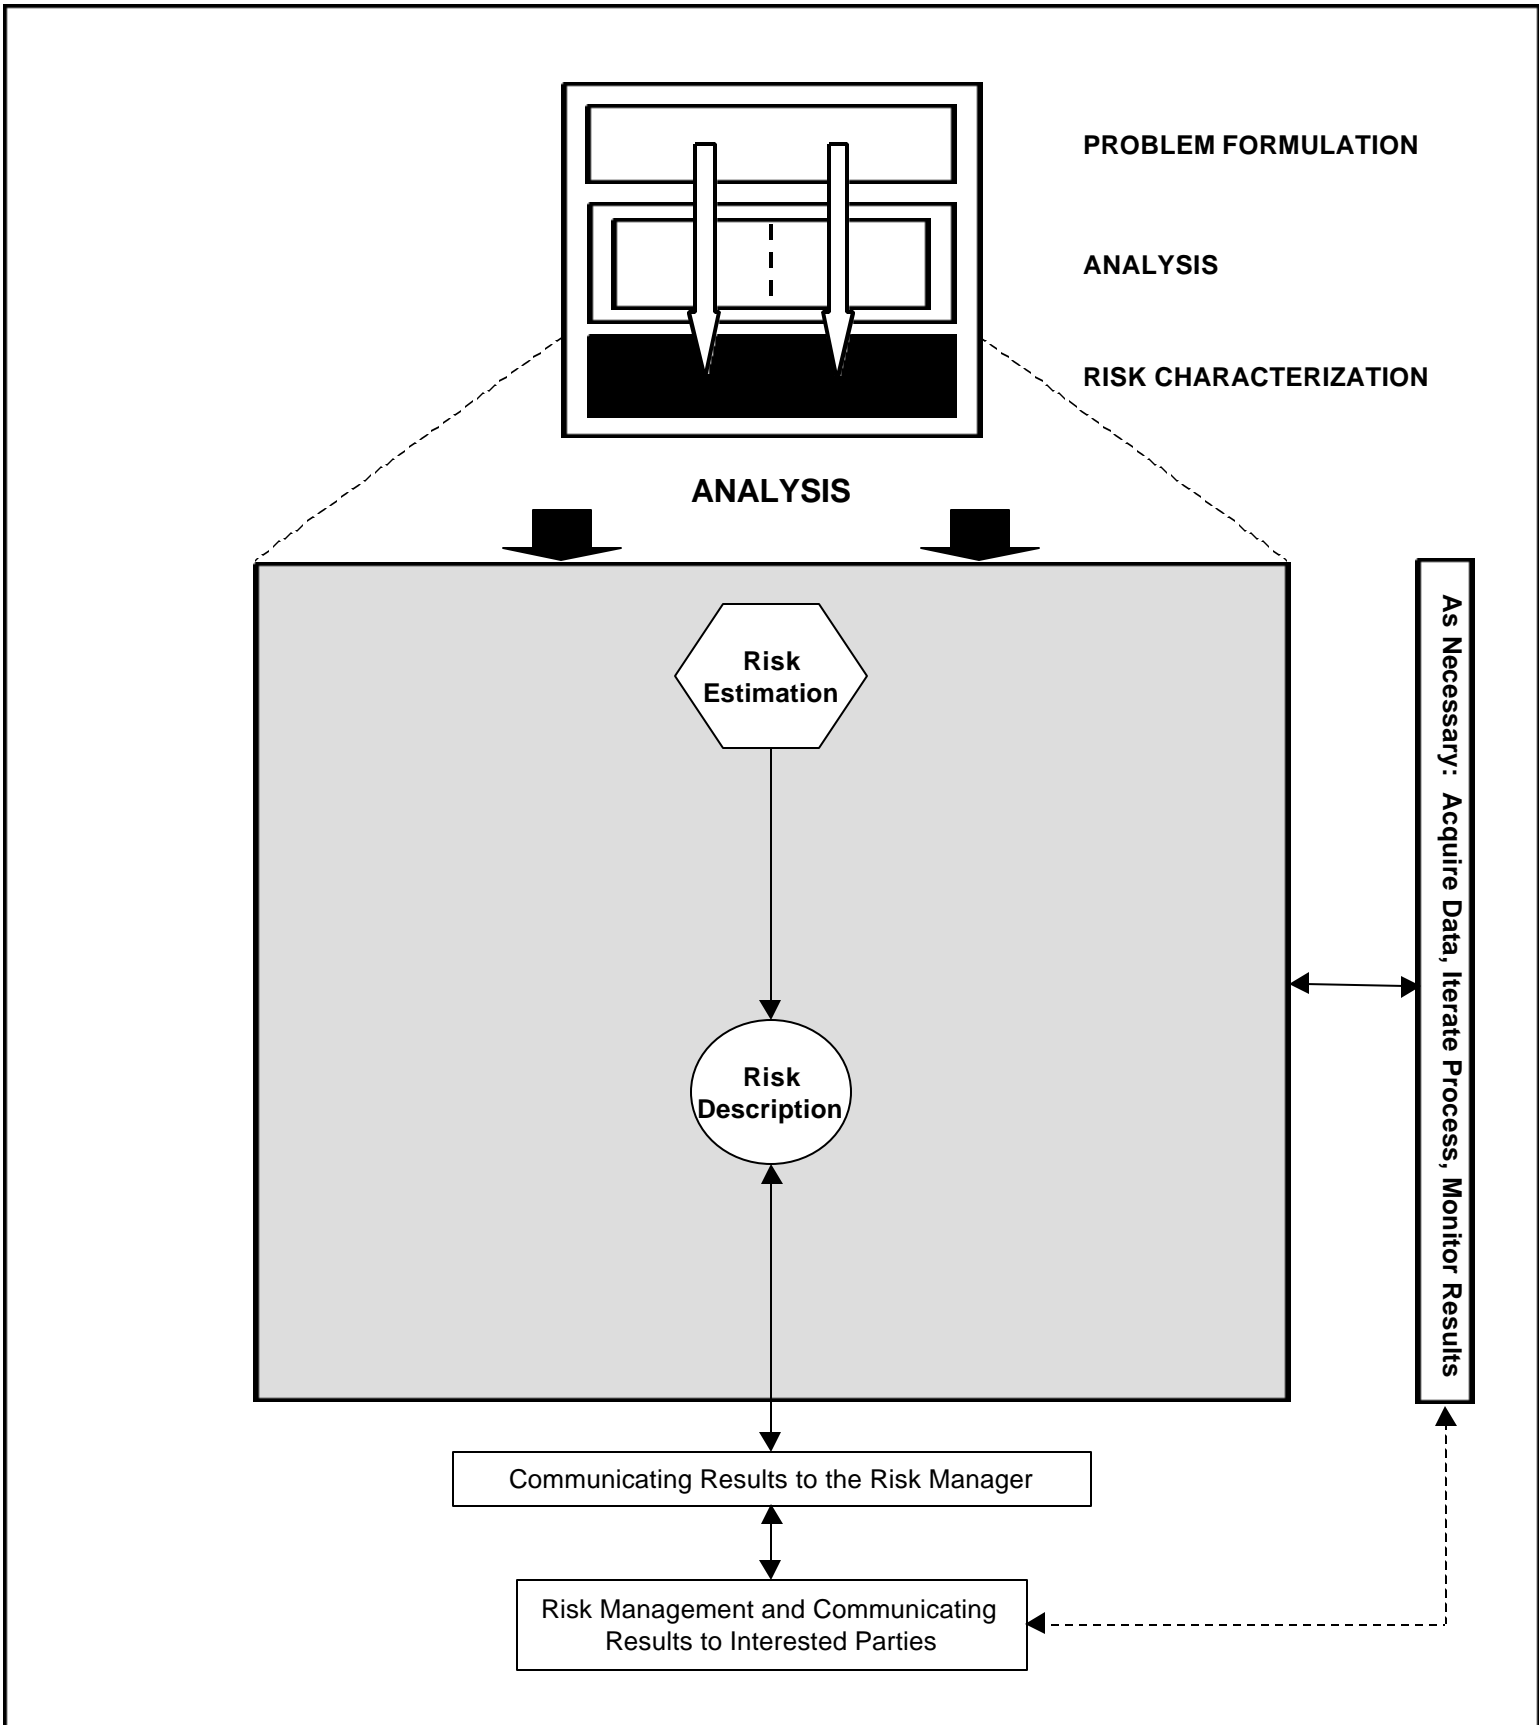 PROBLEM FORMULATION
ANALYSIS
RISK CHARACTERIZATION
ANALYSIS
Risk
Estimation
As Necessary: Acquire Data, Iterate Process, Monitor Results
Risk
Description
Communicating Results to the Risk Manager
Risk Management and Communicating
Results to Interested Parties